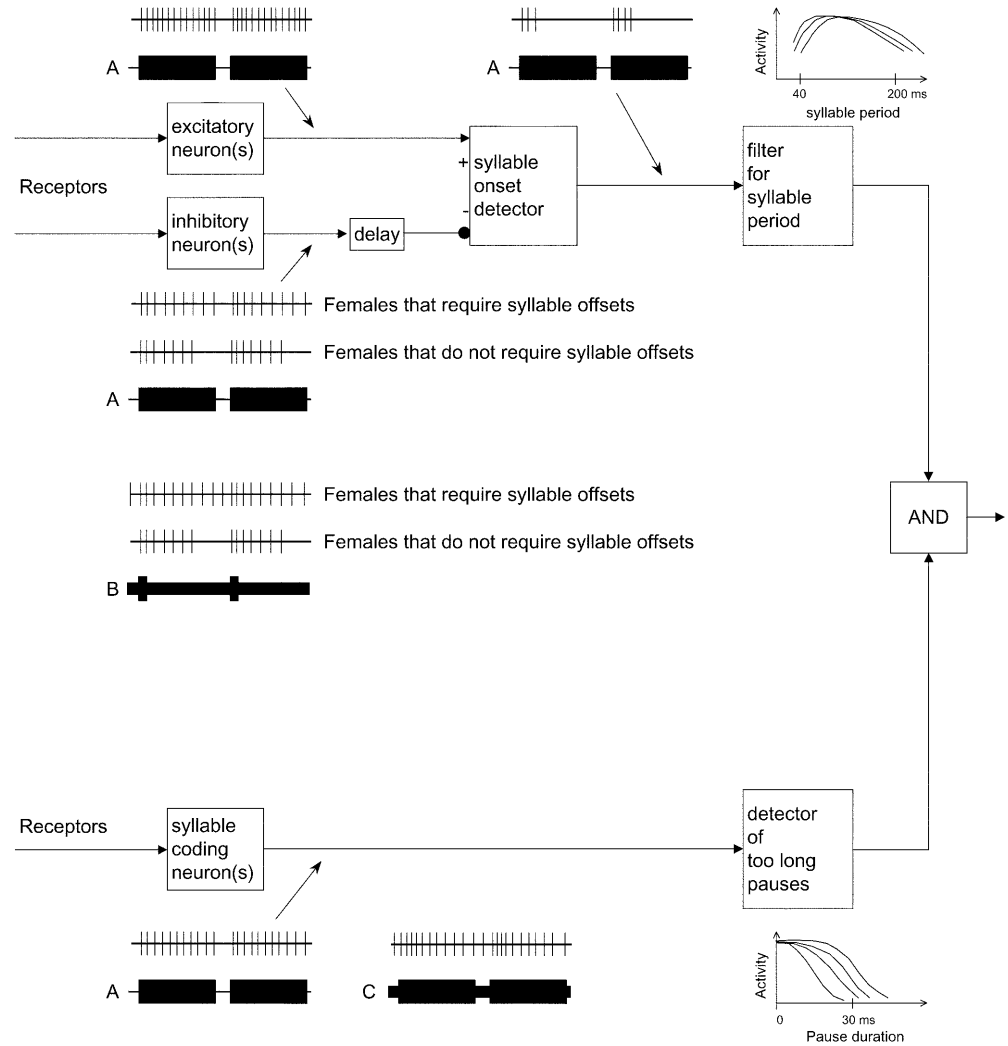 A
A
Activity
40
200 ms
syllable period
excitatory
neuron(s)
+
syllable
onset
detector
-
filter
for
syllable
period
Receptors
inhibitory
neuron(s)
delay
Females that require syllable offsets
Females that do not require syllable offsets
A
Females that require syllable offsets
Females that do not require syllable offsets
B
AND
Receptors
syllable
coding
neuron(s)
detector
of
too long
pauses
A
C
Activity
0
30 ms
Pause duration